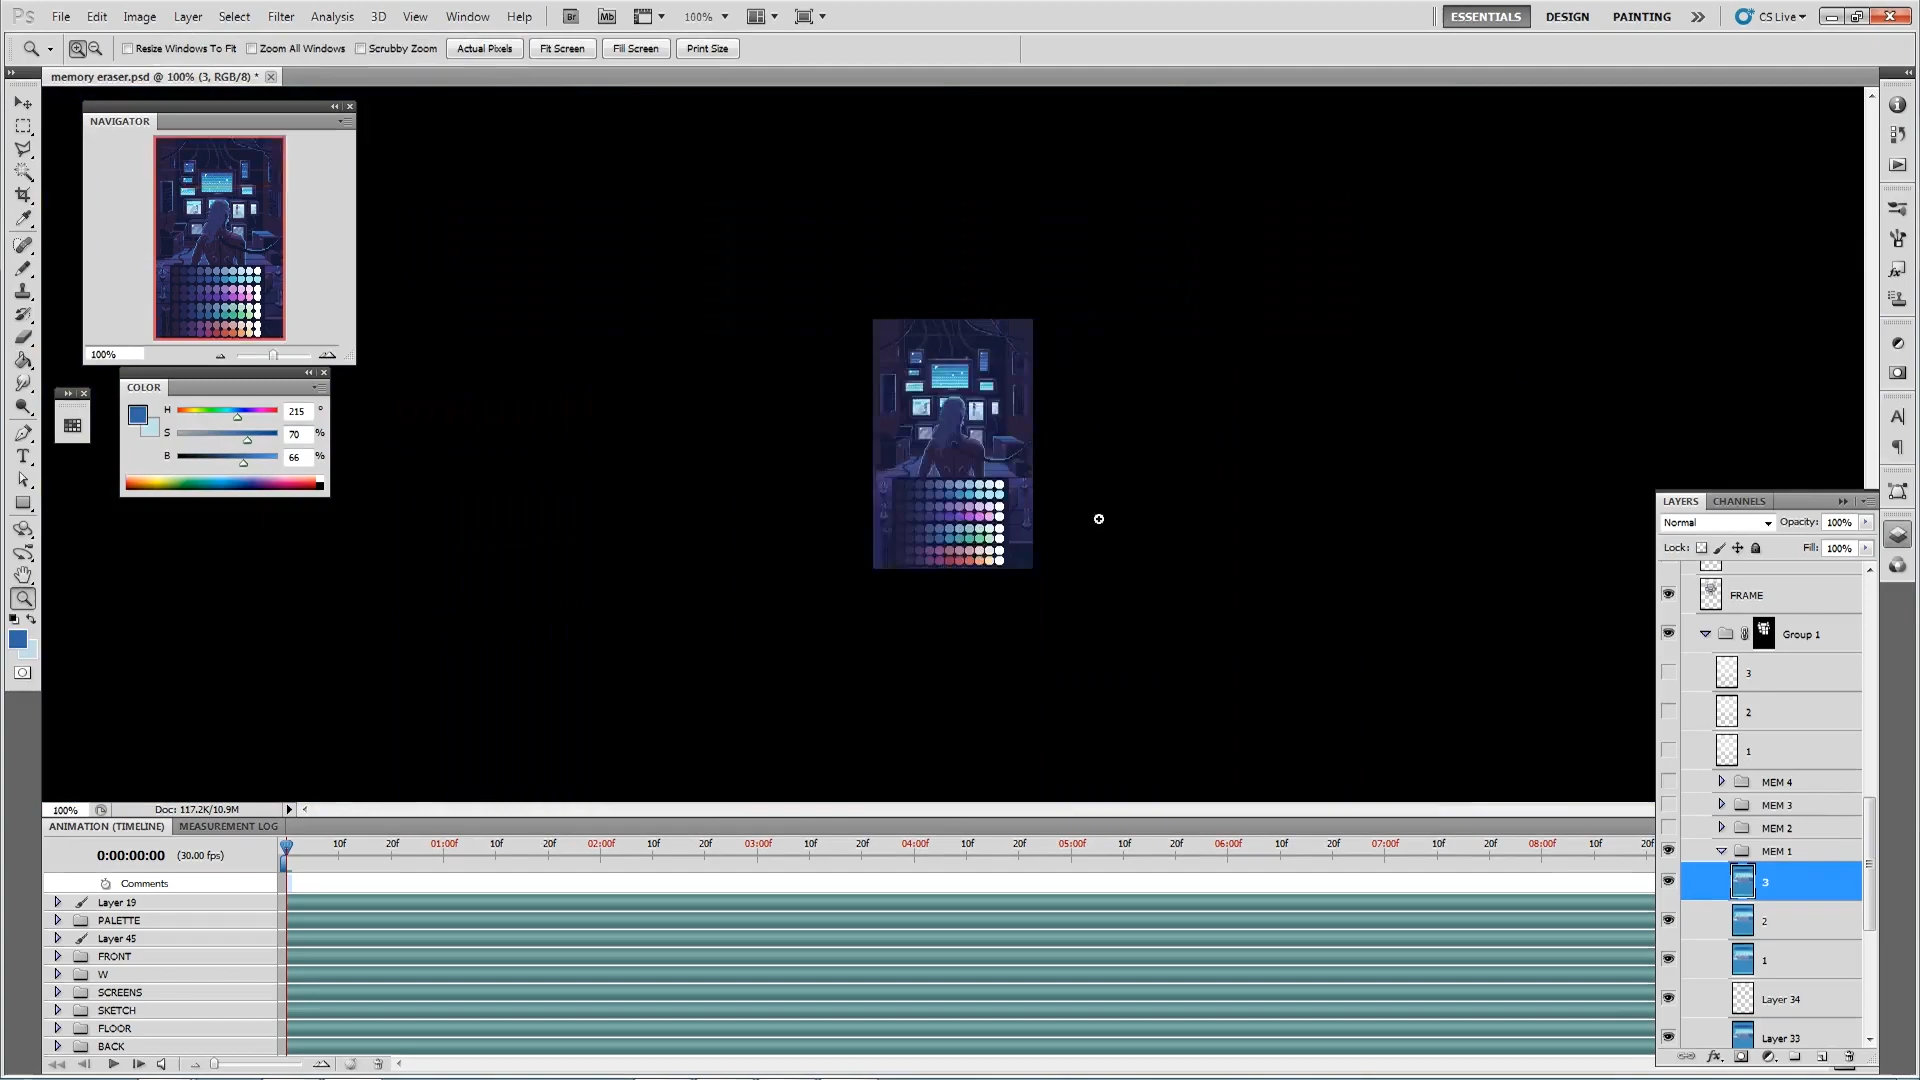 Ps File Edit Image Layer Select Filter Analysis 3D View Window Help Br Mb 100% ESSENTIALS DESIGN PAINTING CS Live
Resize Windows To Fit Zoom All Windows Scrubby Zoom Actual Pixels Fit Screen Fill Screen Print Size
memory eraser.psd @ 100% (3, RGB/8) *
NAVIGATOR
100%
COLOR
H 215 °
S 70 %
B 66 %
LAYERS CHANNELS
Normal Opacity: 100%
Lock: Fill: 100%
FRAME
Group 1
3
2
1
MEM 4
MEM 3
MEM 2
MEM 1
3
2
1
Layer 34
Layer 33
fx
100% Doc: 117.2K/10.9M
ANIMATION (TIMELINE) MEASUREMENT LOG
0:00:00:00 (30.00 fps) 10f 20f 01:00f 10f 20f 02:00f 10f 20f 03:00f 10f 20f 04:00f 10f 20f 05:00f 10f 20f 06:00f 10f 20f 07:00f 10f 20f 08:00f 10f 20f
Comments
Layer 19
PALETTE
Layer 45
FRONT
W
SCREENS
SKETCH
FLOOR
BACK